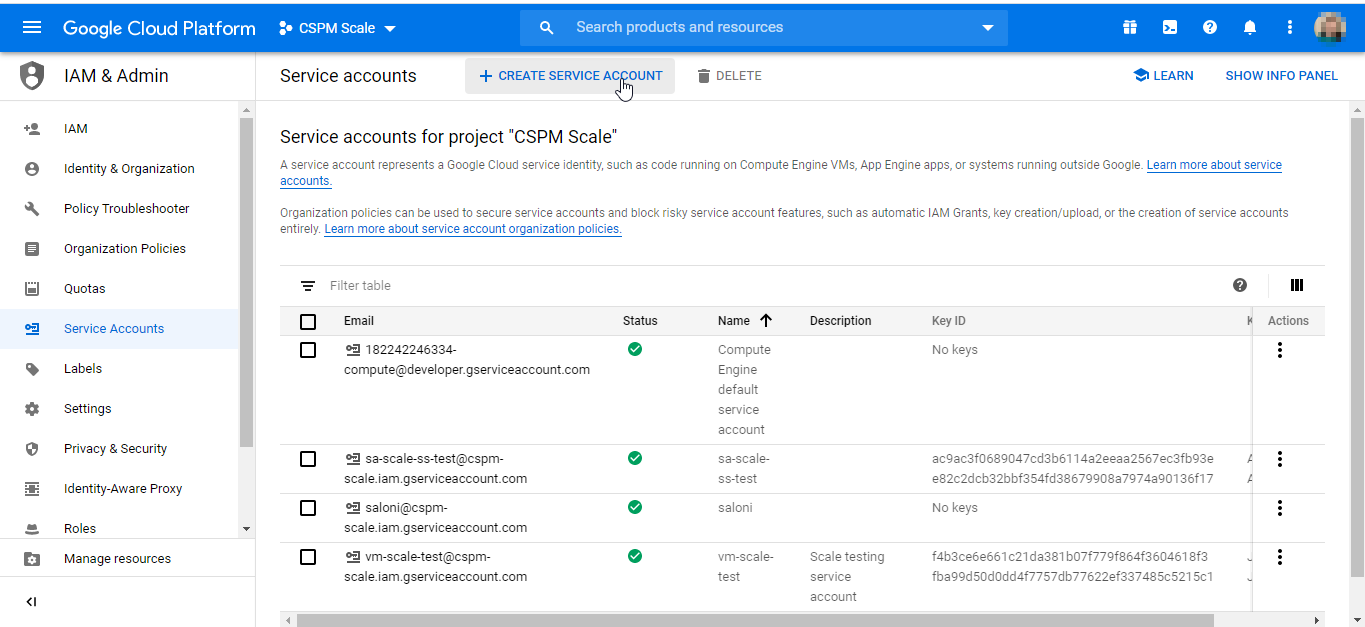 Google Cloud Platform
CSPM Scale
Search products and resources
IAM & Admin
Service accounts
CREATE SERVICE ACCOUNT
DELETE
LEARN
SHOW INFO PANEL
IAM
Identity & Organization
Policy Troubleshooter
Organization Policies
Quotas
Service Accounts
Labels
Settings
Privacy & Security
Identity-Aware Proxy
Roles
Manage resources
Service accounts for project "CSPM Scale"
A service account represents a Google Cloud service identity, such as code running on Compute Engine VMs, App Engine apps, or systems running outside Google. Learn more about service
accounts.
Organization policies can be used to secure service accounts and block risky service account features, such as automatic IAM Grants, key creation/upload, or the creation of service accounts
entirely. Learn more about service account organization policies.
Filter table
Email Status Name Description Key ID K Actions
182242246334-
compute@developer.gserviceaccount.com
Compute
Engine
default
service
account
No keys
sa-scale-ss-test@cspm-
scale.iam.gserviceaccount.com
sa-scale-
ss-test
ac9ac3f0689047cd3b6114a2eeaa2567ec3fb93e
e82c2dcb32bbf354fd38679908a7974a90136f17
saloni@cspm-
scale.iam.gserviceaccount.com
saloni
No keys
vm-scale-test@cspm-
scale.iam.gserviceaccount.com
vm-scale-
test
Scale testing
service
account
f4b3ce6e661c21da381b07f779f864f3604618f3
fba99d50d0dd4f7757db77622ef337485c5215c1